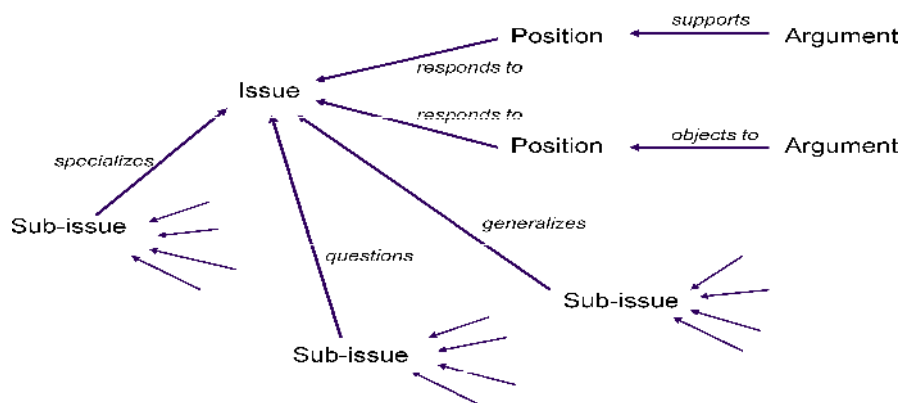 supports
Position
Argument
responds to
Issue
responds to
objects to
Position
Argument
specializes
Sub-issue
generalizes
questions
Sub-issue
Sub-issue